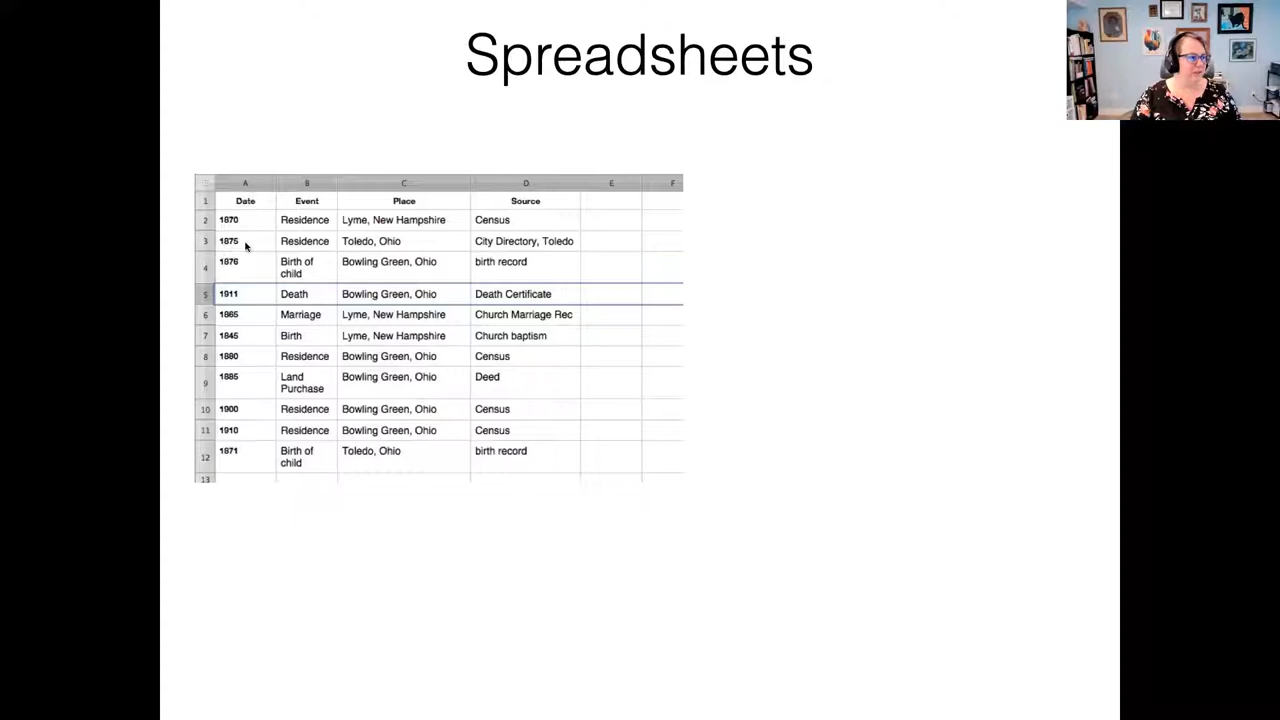 Spreadsheets
A B C D E F
1 Date Event Place Source
2 1870 Residence Lyme, New Hampshire Census
3 1875 Residence Toledo, Ohio City Directory, Toledo
4 1876 Birth of child Bowling Green, Ohio birth record
5 1911 Death Bowling Green, Ohio Death Certificate
6 1865 Marriage Lyme, New Hampshire Church Marriage Rec
7 1845 Birth Lyme, New Hampshire Church baptism
8 1880 Residence Bowling Green, Ohio Census
9 1885 Land Purchase Bowling Green, Ohio Deed
10 1900 Residence Bowling Green, Ohio Census
11 1910 Residence Bowling Green, Ohio Census
12 1871 Birth of child Toledo, Ohio birth record
13